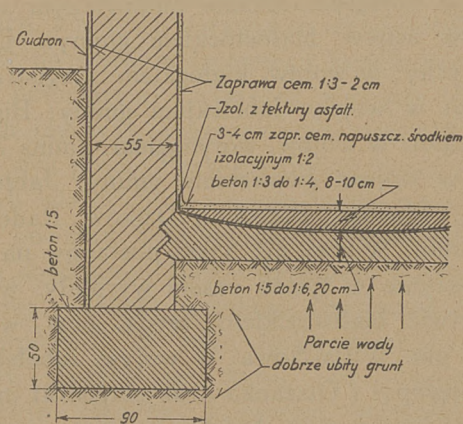 Gudron
Zaprawa cem. 1:3 - 2 cm
Izol. z tektury asfalt.
3-4 cm zapr. cem. napuszcz. środkiem
izolacyjnym 1:2
beton 1:3 do 1:4, 8-10 cm
55
beton 1:5
beton 1:5 do 1:6, 20 cm
Parcie wody
dobrze ubity grunt
50
90